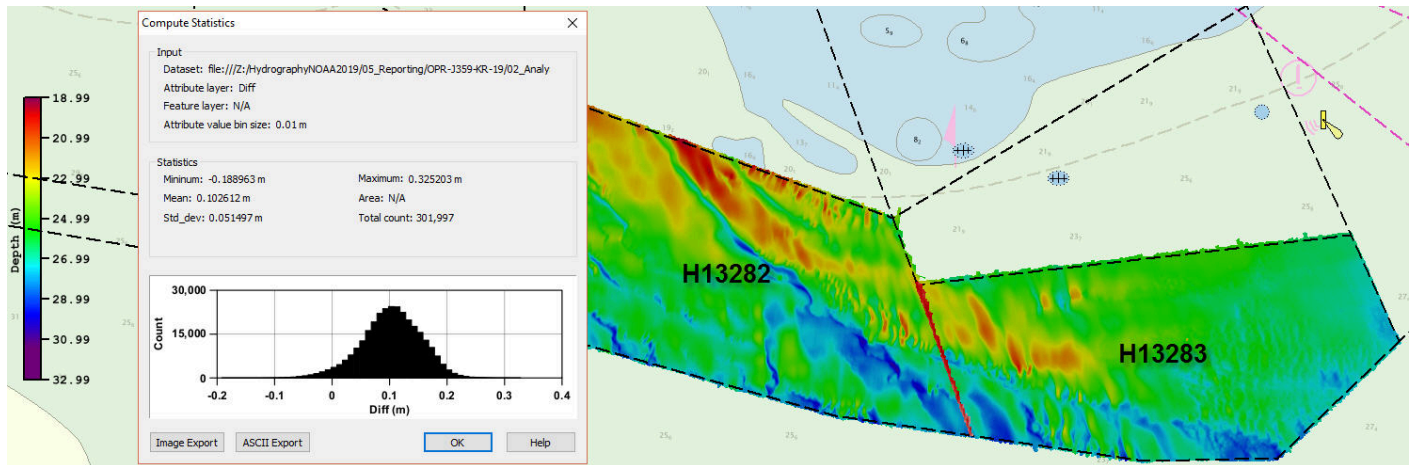 Compute Statistics
Input
Dataset: file:///Z:/HydrographyNOAA2019/05_Reporting/OPR-J359-KR-19/02_Analy
Attribute layer: Diff
Feature layer: N/A
Attribute value bin size: 0.01 m
Statistics
Mininum: -0.188963 m
Maximum: 0.325203 m
Mean: 0.102612 m
Area: N/A
Std_dev: 0.051497 m
Total count: 301,997
30,000
15,000
0
Count
-0.2
-0.1
0
0.1
0.2
0.3
0.4
Diff (m)
Image Export
ASCII Export
OK
Help
Depth (m)
18.99
20.99
22.99
24.99
26.99
28.99
30.99
32.99
H13282
H13283